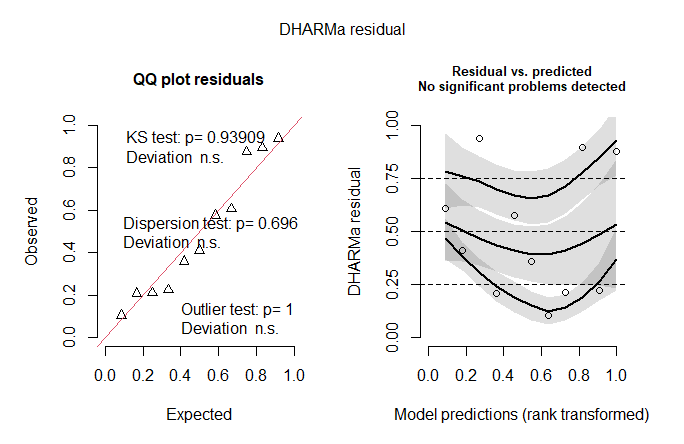 DHARMa residual
QQ plot residuals
KS test: p= 0.93909
Deviation n.s.
Dispersion test: p= 0.696
Deviation n.s.
Outlier test: p= 1
Deviation n.s.
Observed
0.0 0.2 0.4 0.6 0.8 1.0
0.0 0.2 0.4 0.6 0.8 1.0
Expected
Residual vs. predicted
No significant problems detected
DHARMa residual
0.00 0.25 0.50 0.75 1.00
0.0 0.2 0.4 0.6 0.8 1.0
Model predictions (rank transformed)